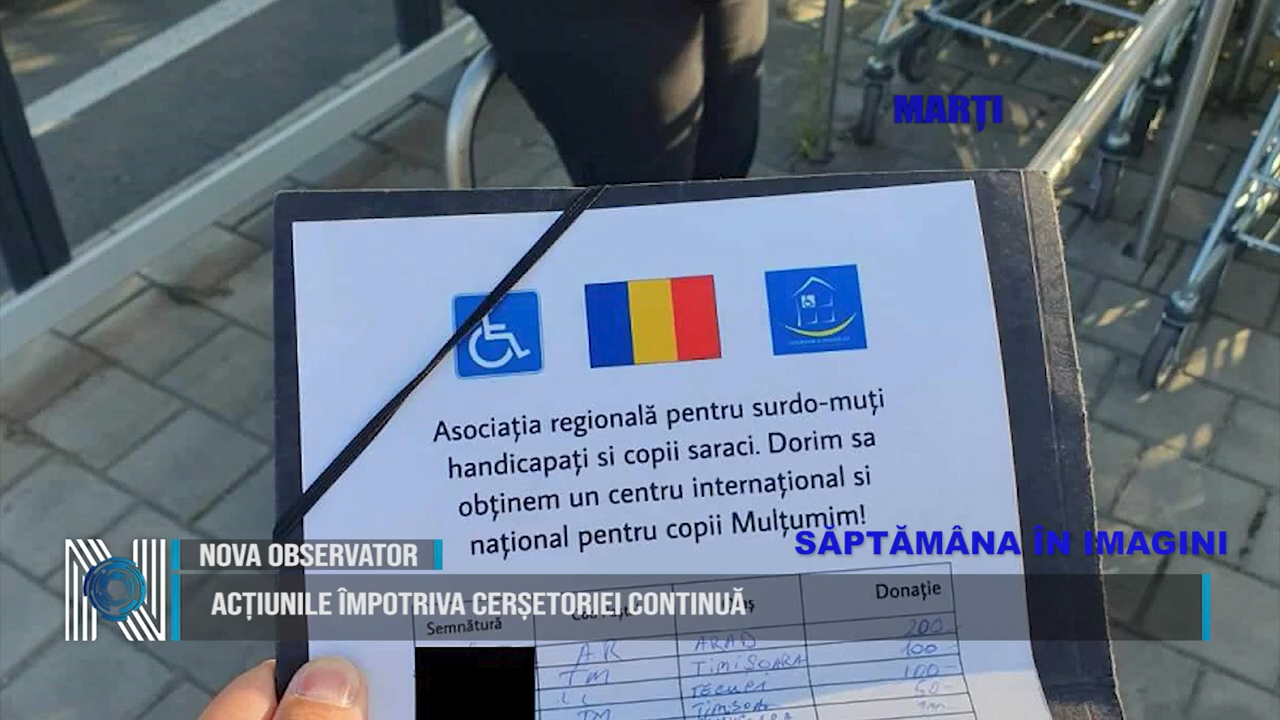 MARȚI
Asociația regională pentru surdo-muți
handicapați si copii saraci. Dorim sa
obținem un centru internațional si
național pentru copii Mulțumim!
SĂPTĂMÂNA ÎN IMAGINI
NOVA OBSERVATOR
ACȚIUNILE ÎMPOTRIVA CERȘETORIEI CONTINUĂ
Semnătură Donație
AR ARAD 200-
TM TIMISOARA 100-
100-
TM 50-